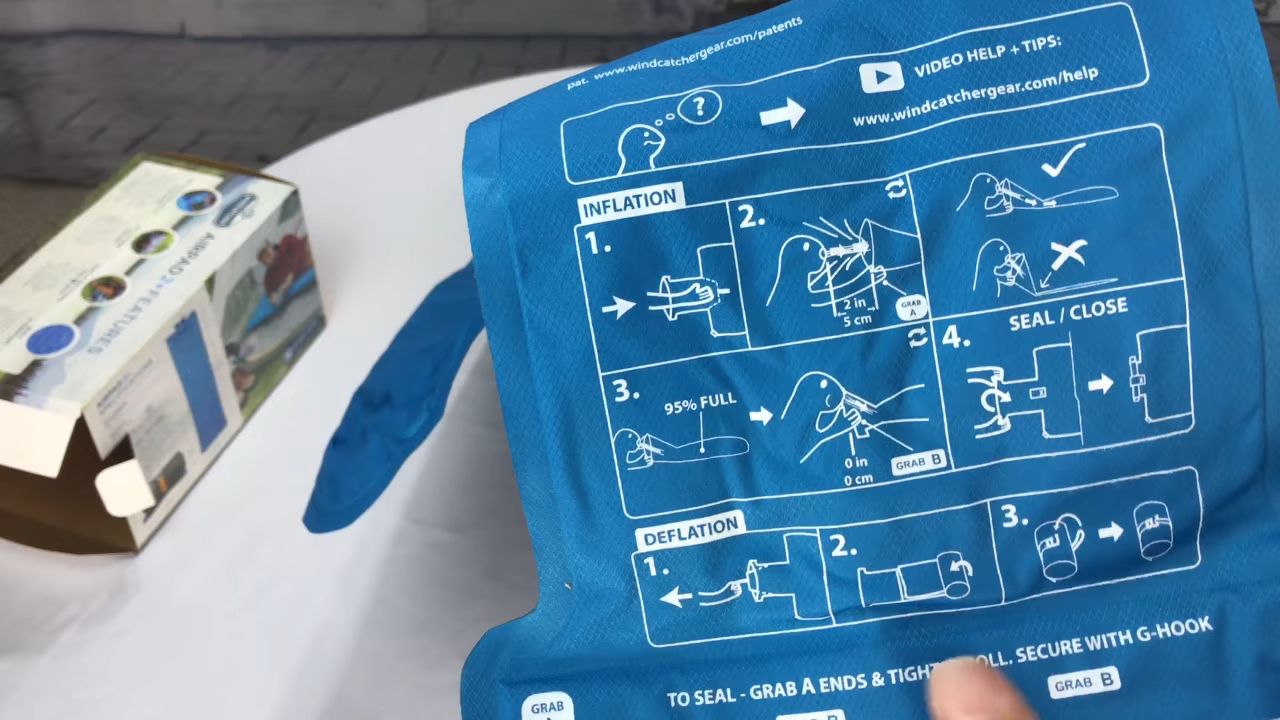 pat. www.windcatchergear.com/patents
?
VIDEO HELP + TIPS:
www.windcatchergear.com/help
INFLATION
1.
2.
2 in
5 cm
GRAB
A
3.
95% FULL
0 in
0 cm
GRAB B
4.
SEAL / CLOSE
DEFLATION
1.
2.
3.
TO SEAL - GRAB A ENDS & ROLL. SECURE WITH G-HOOK
GRAB
GRAB B
AIRPAD 2+ FEATURES